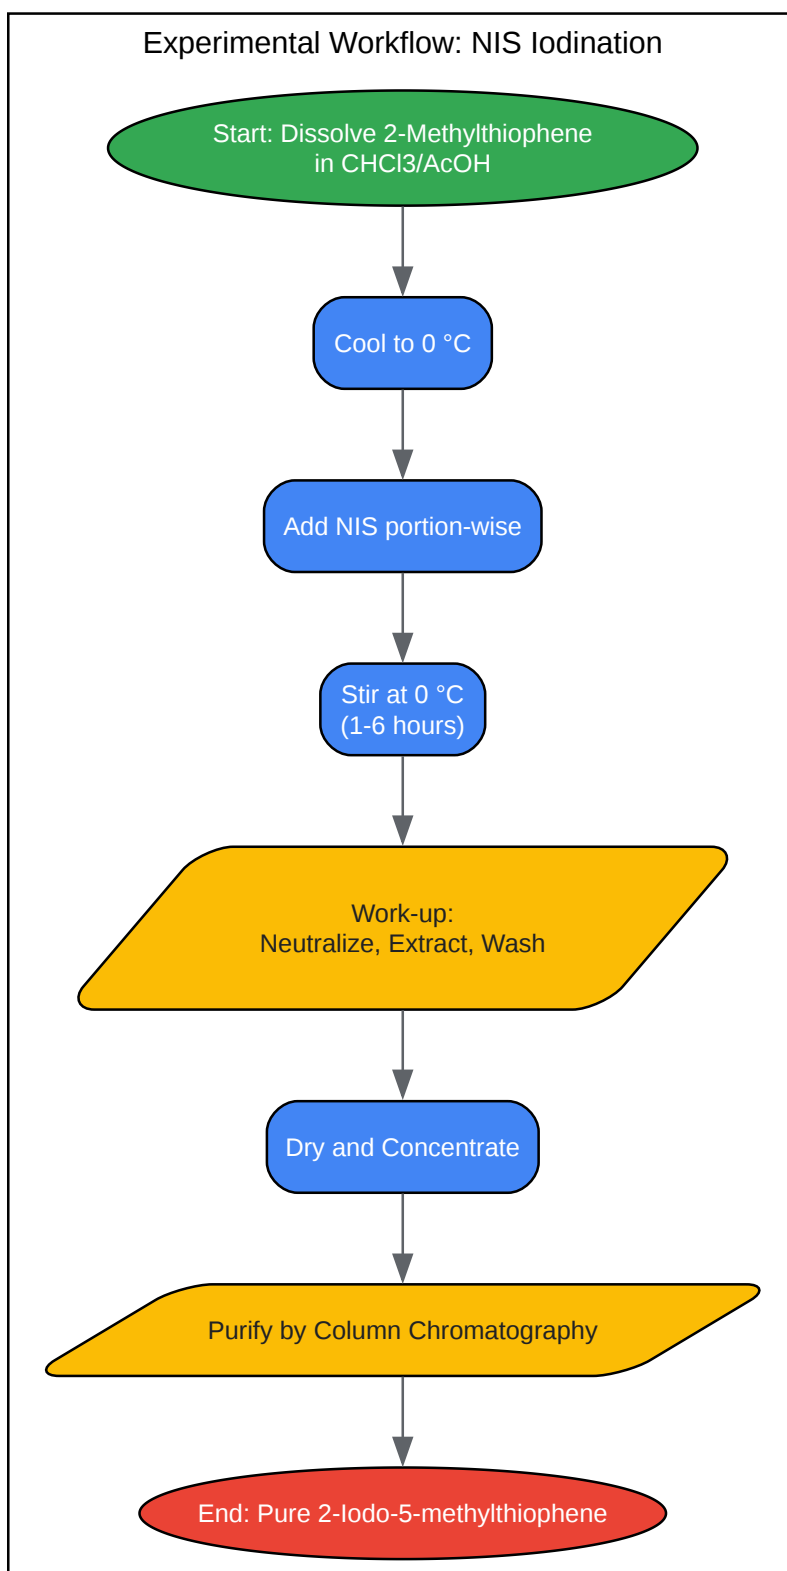 Experimental Workflow: NIS Iodination
Start: Dissolve 2-Methylthiophene
in CHCl3/AcOH
Cool to 0 °C
Add NIS portion-wise
Stir at 0 °C
(1-6 hours)
Work-up:
Neutralize, Extract, Wash
Dry and Concentrate
Purify by Column Chromatography
End: Pure 2-Iodo-5-methylthiophene